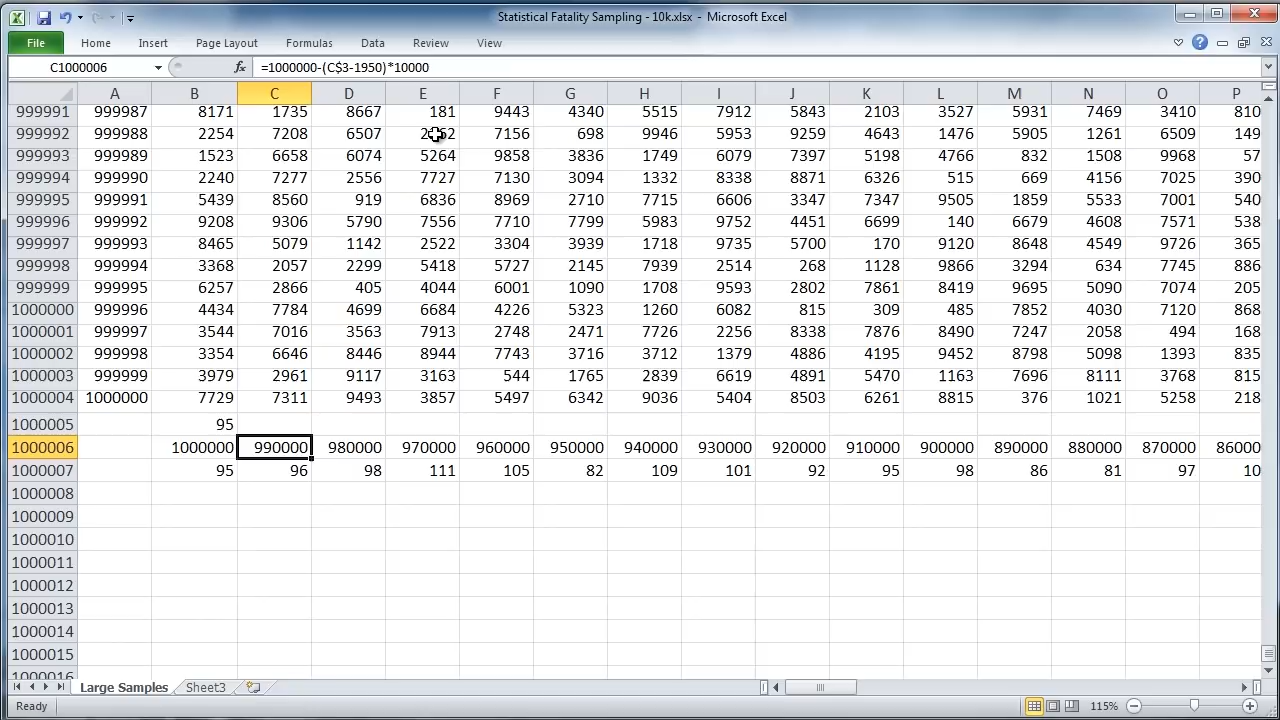 Statistical Fatality Sampling - 10k.xlsx - Microsoft Excel
File Home Insert Page Layout Formulas Data Review View
C1000006 fx =1000000-(C$3-1950)*10000
A B C D E F G H I J K L M N O P
999991 999987 8171 1735 8667 181 9443 4340 5515 7912 5843 2103 3527 5931 7469 3410 810
999992 999988 2254 7208 6507 7156 698 9946 5953 9259 4643 1476 5905 1261 6509 149
999993 999989 1523 6658 6074 5264 9858 3836 1749 6079 7397 5198 4766 832 1508 9968 57
999994 999990 2240 7277 2556 7727 7130 3094 1332 8338 8871 6326 515 669 4156 7025 390
999995 999991 5439 8560 919 6836 8969 2710 7715 6606 3347 7347 9505 1859 5533 7001 540
999996 999992 9208 9306 5790 7556 7710 7799 5983 9752 4451 6699 140 6679 4608 7571 538
999997 999993 8465 5079 1142 2522 3304 3939 1718 9735 5700 170 9120 8648 4549 9726 365
999998 999994 3368 2057 2299 5418 5727 2145 7939 2514 268 1128 9866 3294 634 7745 886
999999 999995 6257 2866 405 4044 6001 1090 1708 9593 2802 7861 8419 9695 5090 7074 205
1000000 999996 4434 7784 4699 6684 4226 5323 1260 6082 815 309 485 7852 4030 7120 868
1000001 999997 3544 7016 3563 7913 2748 2471 7726 2256 8338 7876 8490 7247 2058 494 168
1000002 999998 3354 6646 8446 8944 7743 3716 3712 1379 4886 4195 9452 8798 5098 1393 835
1000003 999999 3979 2961 9117 3163 544 1765 2839 6619 4891 5470 1163 7696 8111 3768 815
1000004 1000000 7729 7311 9493 3857 5497 6342 9036 5404 8503 6261 8815 376 1021 5258 218
1000005 95
1000006 1000000 990000 980000 970000 960000 950000 940000 930000 920000 910000 900000 890000 880000 870000 86000
1000007 95 96 98 111 105 82 109 101 92 95 98 86 81 97 10
1000008
1000009
1000010
1000011
1000012
1000013
1000014
1000015
1000016
Large Samples Sheet3
Ready 115%